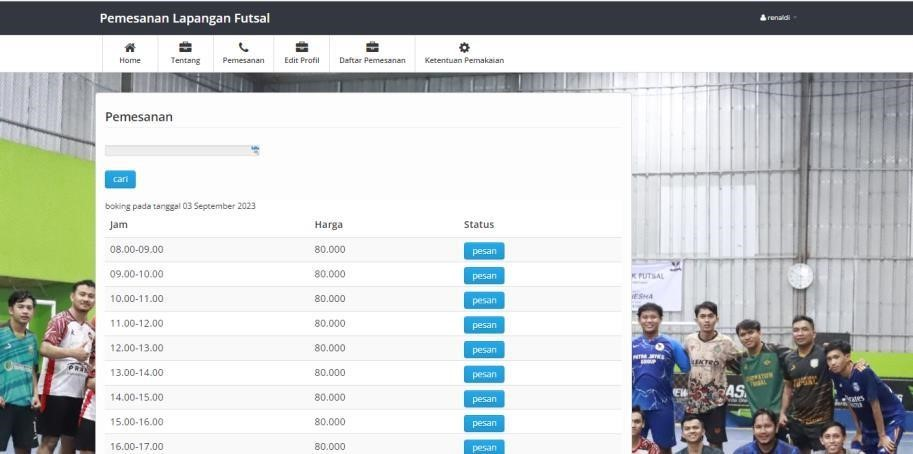 Pemesanan Lapangan Futsal
renaldi
Home Tentang Pemesanan Edit Profil Daftar Pemesanan Ketentuan Pemakaian
Pemesanan
cari
boking pada tanggal 03 September 2023
Jam Harga Status
08.00-09.00 80.000 pesan
09.00-10.00 80.000 pesan
10.00-11.00 80.000 pesan
11.00-12.00 80.000 pesan
12.00-13.00 80.000 pesan
13.00-14.00 80.000 pesan
14.00-15.00 80.000 pesan
15.00-16.00 80.000 pesan
16.00-17.00 80.000 pesan
K FUTSAL
GROUP